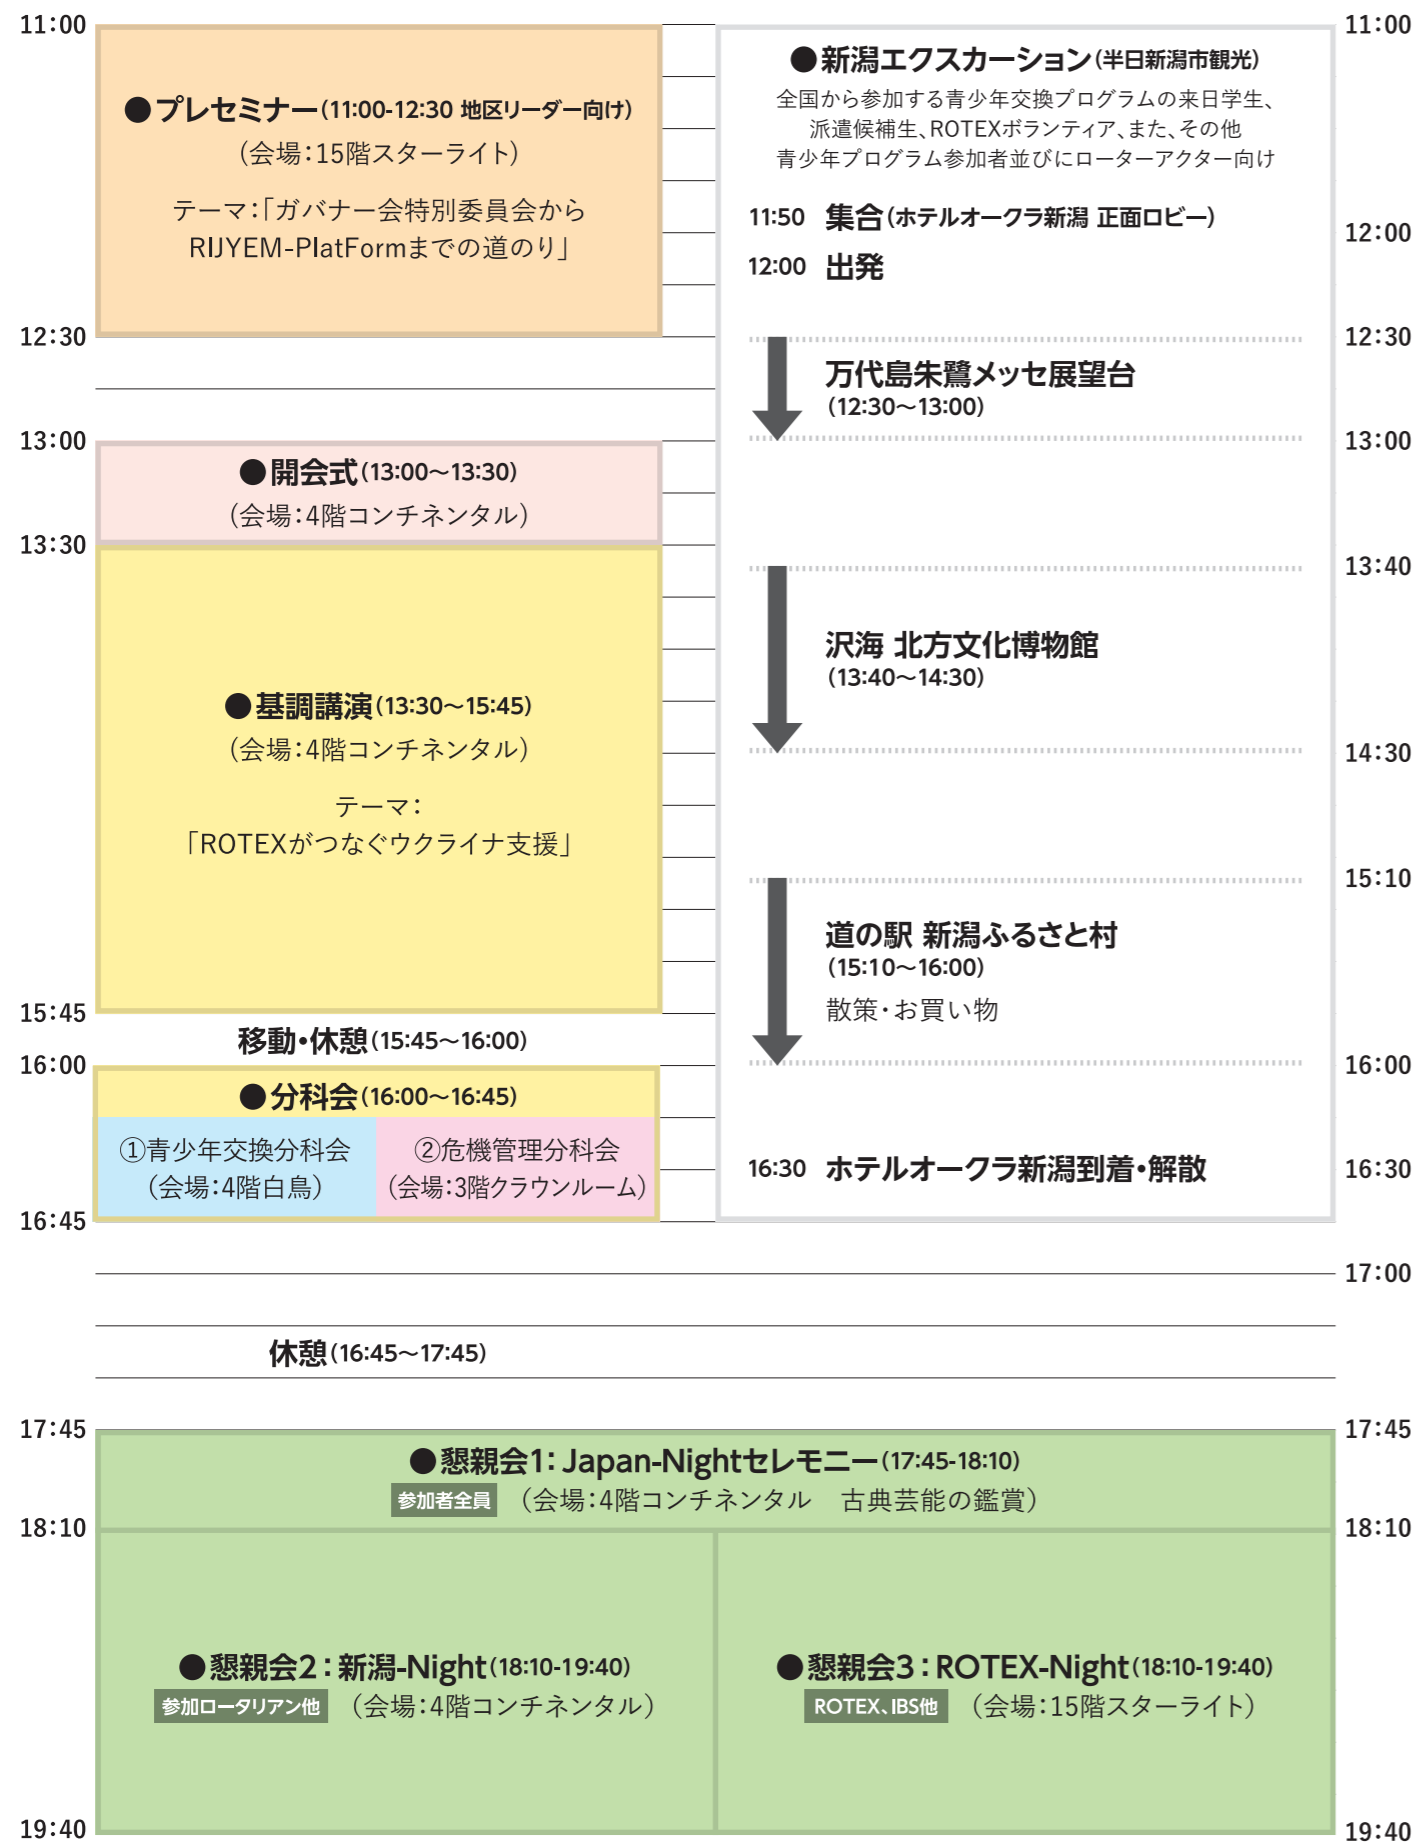 11:00
●プレセミナー(11:00-12:30 地区リーダー向け)
(会場:15階スターライト)
テーマ:「ガバナー会特別委員会から
RIJYEM-PlatFormまでの道のり」
12:30
13:00
●開会式(13:00〜13:30)
(会場:4階コンチネンタル)
13:30
●基調講演(13:30〜15:45)
(会場:4階コンチネンタル)
テーマ:
「ROTEXがつなぐウクライナ支援」
15:45
移動・休憩(15:45〜16:00)
16:00
●分科会(16:00〜16:45)
①青少年交換分科会
(会場:4階白鳥)
②危機管理分科会
(会場:3階クラウンルーム)
16:45
11:00
●新潟エクスカーション(半日新潟市観光)
全国から参加する青少年交換プログラムの来日学生、
派遣候補生、ROTEXボランティア、また、その他
青少年プログラム参加者並びにローターアクター向け
11:50 集合(ホテルオークラ新潟 正面ロビー)
12:00
12:00 出発
12:30
万代島朱鷺メッセ展望台
(12:30〜13:00)
13:00
13:40
沢海 北方文化博物館
(13:40〜14:30)
14:30
15:10
道の駅 新潟ふるさと村
(15:10〜16:00)
散策・お買い物
16:00
16:30 ホテルオークラ新潟到着・解散
16:30
17:00
休憩(16:45〜17:45)
17:45
17:45
●懇親会1:Japan-Nightセレモニー(17:45-18:10)
参加者全員 (会場:4階コンチネンタル 古典芸能の鑑賞)
18:10
18:10
●懇親会2:新潟-Night(18:10-19:40)
参加ロータリアン他 (会場:4階コンチネンタル)
●懇親会3:ROTEX-Night(18:10-19:40)
ROTEX、IBS他 (会場:15階スターライト)
19:40
19:40